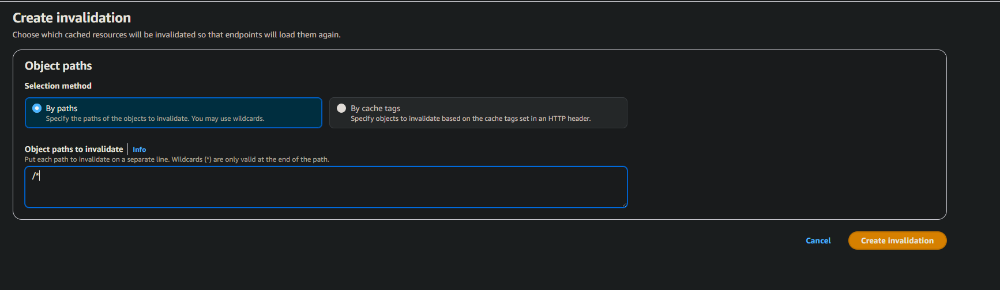 Create invalidation
Choose which cached resources will be invalidated so that endpoints will load them again.
Object paths
Selection method
By paths
Specify the paths of the objects to invalidate. You may use wildcards.
By cache tags
Specify objects to invalidate based on the cache tags set in an HTTP header.
Object paths to invalidate
Info
Put each path to invalidate on a separate line. Wildcards (*) are only valid at the end of the path.
/*
Cancel
Create invalidation